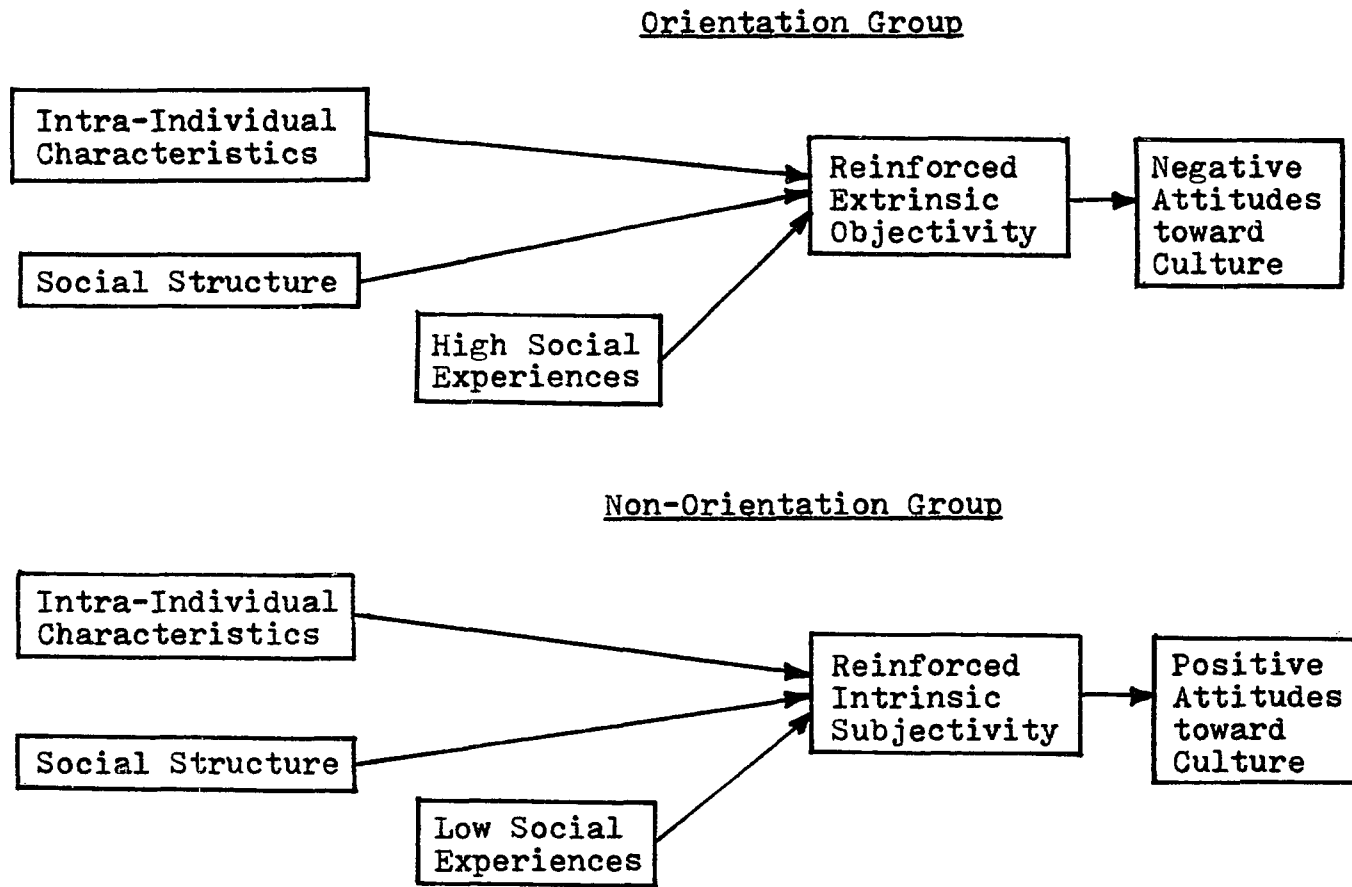 Orientation Group
Intra-Individual
Characteristics
Social Structure
High Social
Experiences
Reinforced
Extrinsic
Objectivity
Negative
Attitudes
toward
Culture
Non-Orientation Group
Intra-Individual
Characteristics
Social Structure
Low Social
Experiences
Reinforced
Intrinsic
Subjectivity
Positive
Attitudes
toward
Culture